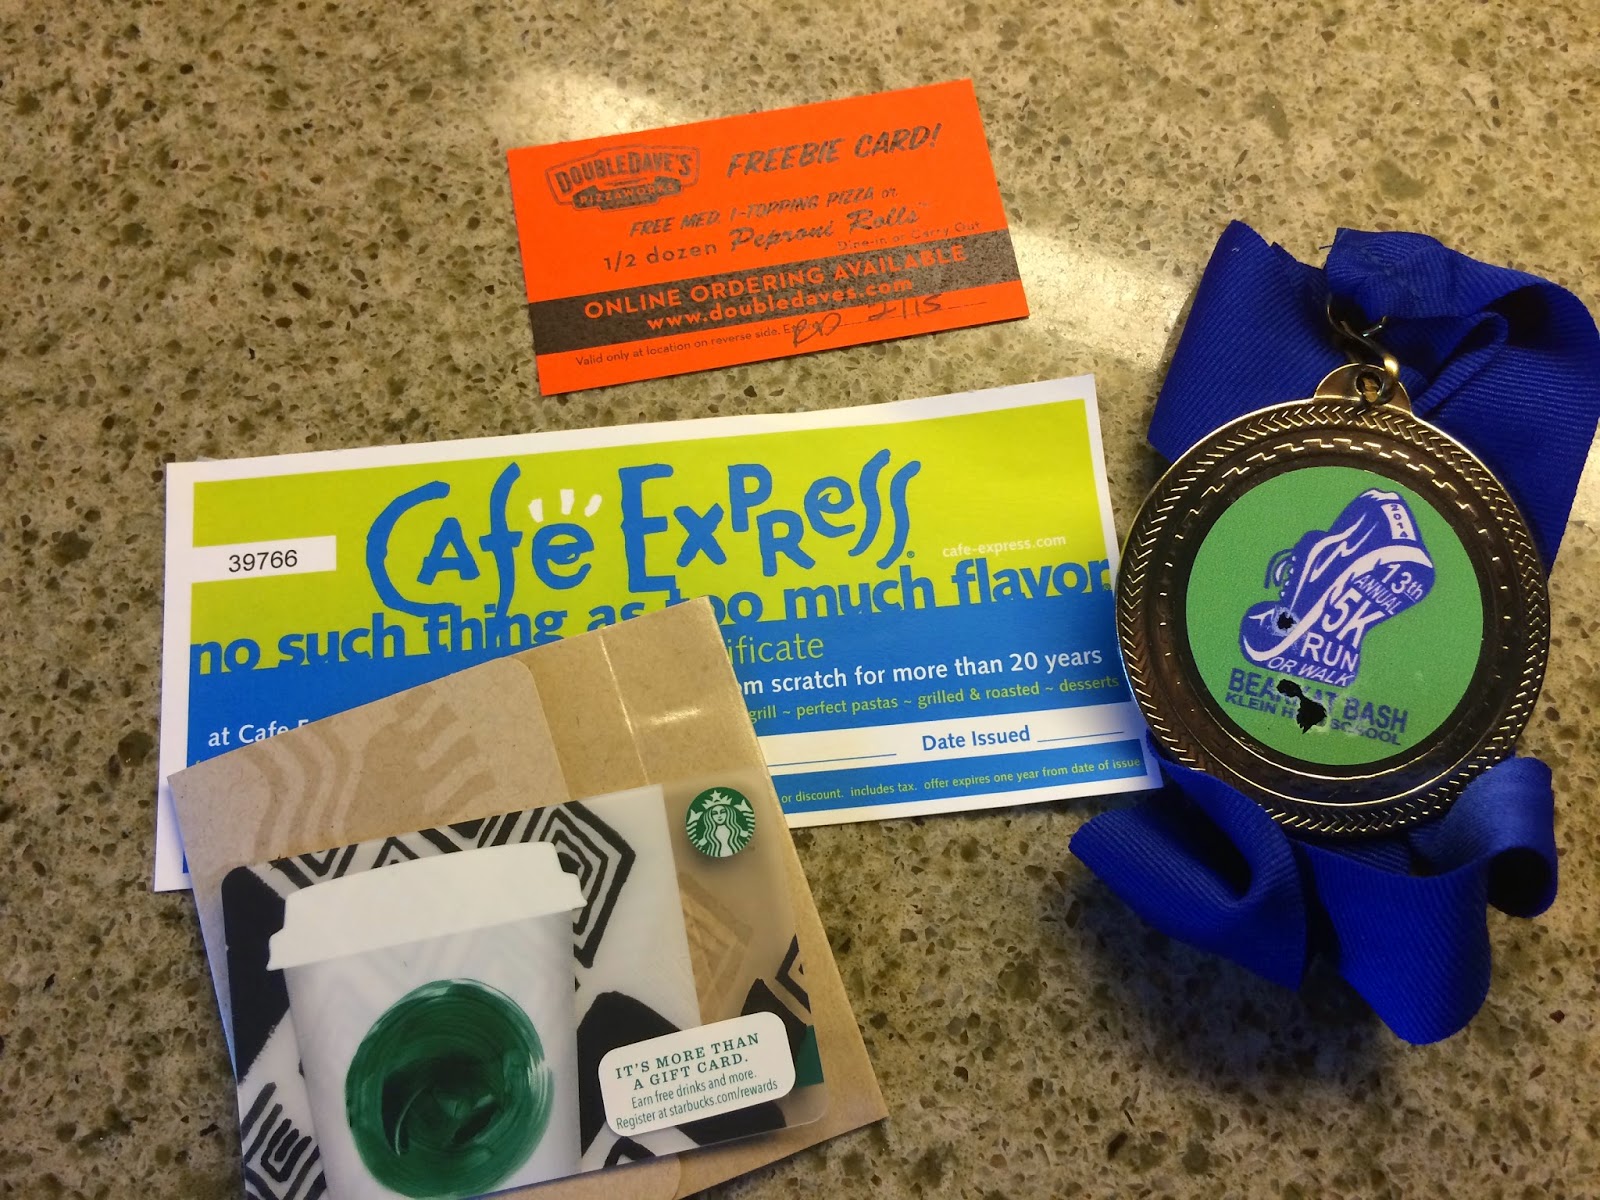 DOUBLEDAVE'S
PIZZAWORKS
FREEBIE CARD!
FREE MED. 1-TOPPING PIZZA or
1/2 dozen Peproni Rolls™
Dine-in or Carry Out
ONLINE ORDERING AVAILABLE
www.doubledaves.com
Valid only at location on reverse side.
2/15
39766
Cafe Express®
cafe-express.com
no such thing as too much flavor.
scratch for more than 20 years
grill ~ perfect pastas ~ grilled & roasted ~ desserts
at Cafe
Date Issued
or discount. includes tax. offer expires one year from date of issue.
IT'S MORE THAN
A GIFT CARD.
Earn free drinks and more.
Register at starbucks.com/rewards
2014
13th
ANNUAL
5K
RUN
OR WALK
BASH
KLEIN